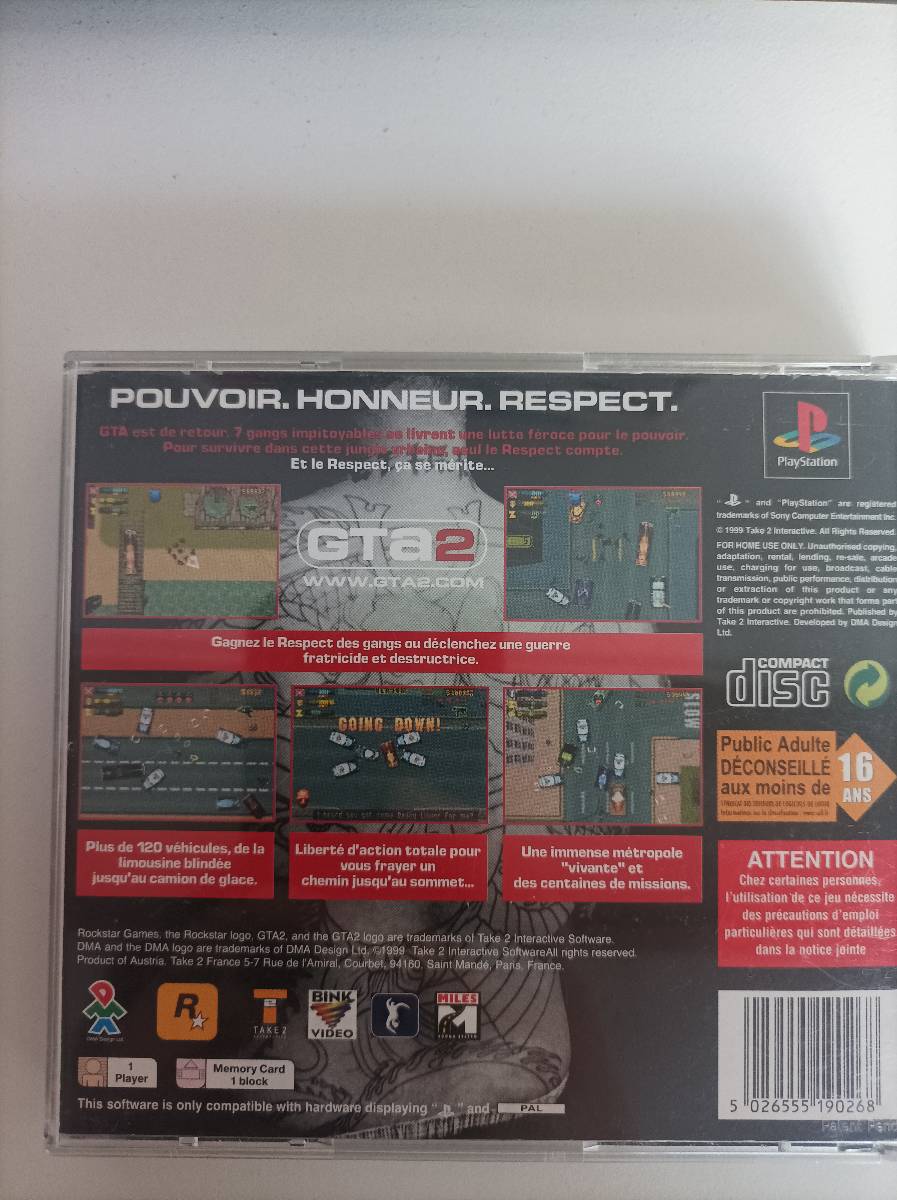 POUVOIR. HONNEUR. RESPECT.
GTA est de retour. 7 gangs impitoyables se livrent une lutte féroce pour le pouvoir.
Pour survivre dans cette jungle urbaine, seul le Respect compte.
Et le Respect, ça se mérite...
GTa2
WWW.GTA2.COM
Gagnez le Respect des gangs ou déclenchez une guerre
fratricide et destructrice.
GOING DOWN!
SLOW
Plus de 120 véhicules, de la
limousine blindée
jusqu'au camion de glace.
Liberté d'action totale pour
vous frayer un
chemin jusqu'au sommet...
Une immense métropole
"vivante" et
des centaines de missions.
Rockstar Games, the Rockstar logo, GTA2, and the GTA2 logo are trademarks of Take 2 Interactive Software.
DMA and the DMA logo are trademarks of DMA Design Ltd. ©1999 Take 2 Interactive SoftwareAll rights reserved.
Product of Austria. Take 2 France 5-7 Rue de l'Amiral, Courbet, 94160, Saint Mandé, Paris, France.
DMA Design Ltd
R
TAKE 2
BINK
VIDEO
MILES
SOUND SYSTEM
1
Player
Memory Card
1 block
This software is only compatible with hardware displaying " " and PAL
PlayStation
" " and "PlayStation" are registered
trademarks of Sony Computer Entertainment Inc.
© 1999 Take 2 Interactive. All Rights Reserved.
FOR HOME USE ONLY. Unauthorised copying,
adaptation, rental, lending, re-sale, arcade
use, charging for use, broadcast, cable
transmission, public performance, distribution
or extraction of this product or any
trademark or copyright work that forms part
of this product are prohibited. Published by
Take 2 Interactive. Developed by DMA Design
Ltd.
COMPACT
disc
Public Adulte
DÉCONSEILLÉ
aux moins de
16
ANS
ATTENTION
Chez certaines personnes,
l'utilisation de ce jeu nécessite
des précautions d'emploi
particulières qui sont détaillées
dans la notice jointe
5 026555 190268
Patent Pend